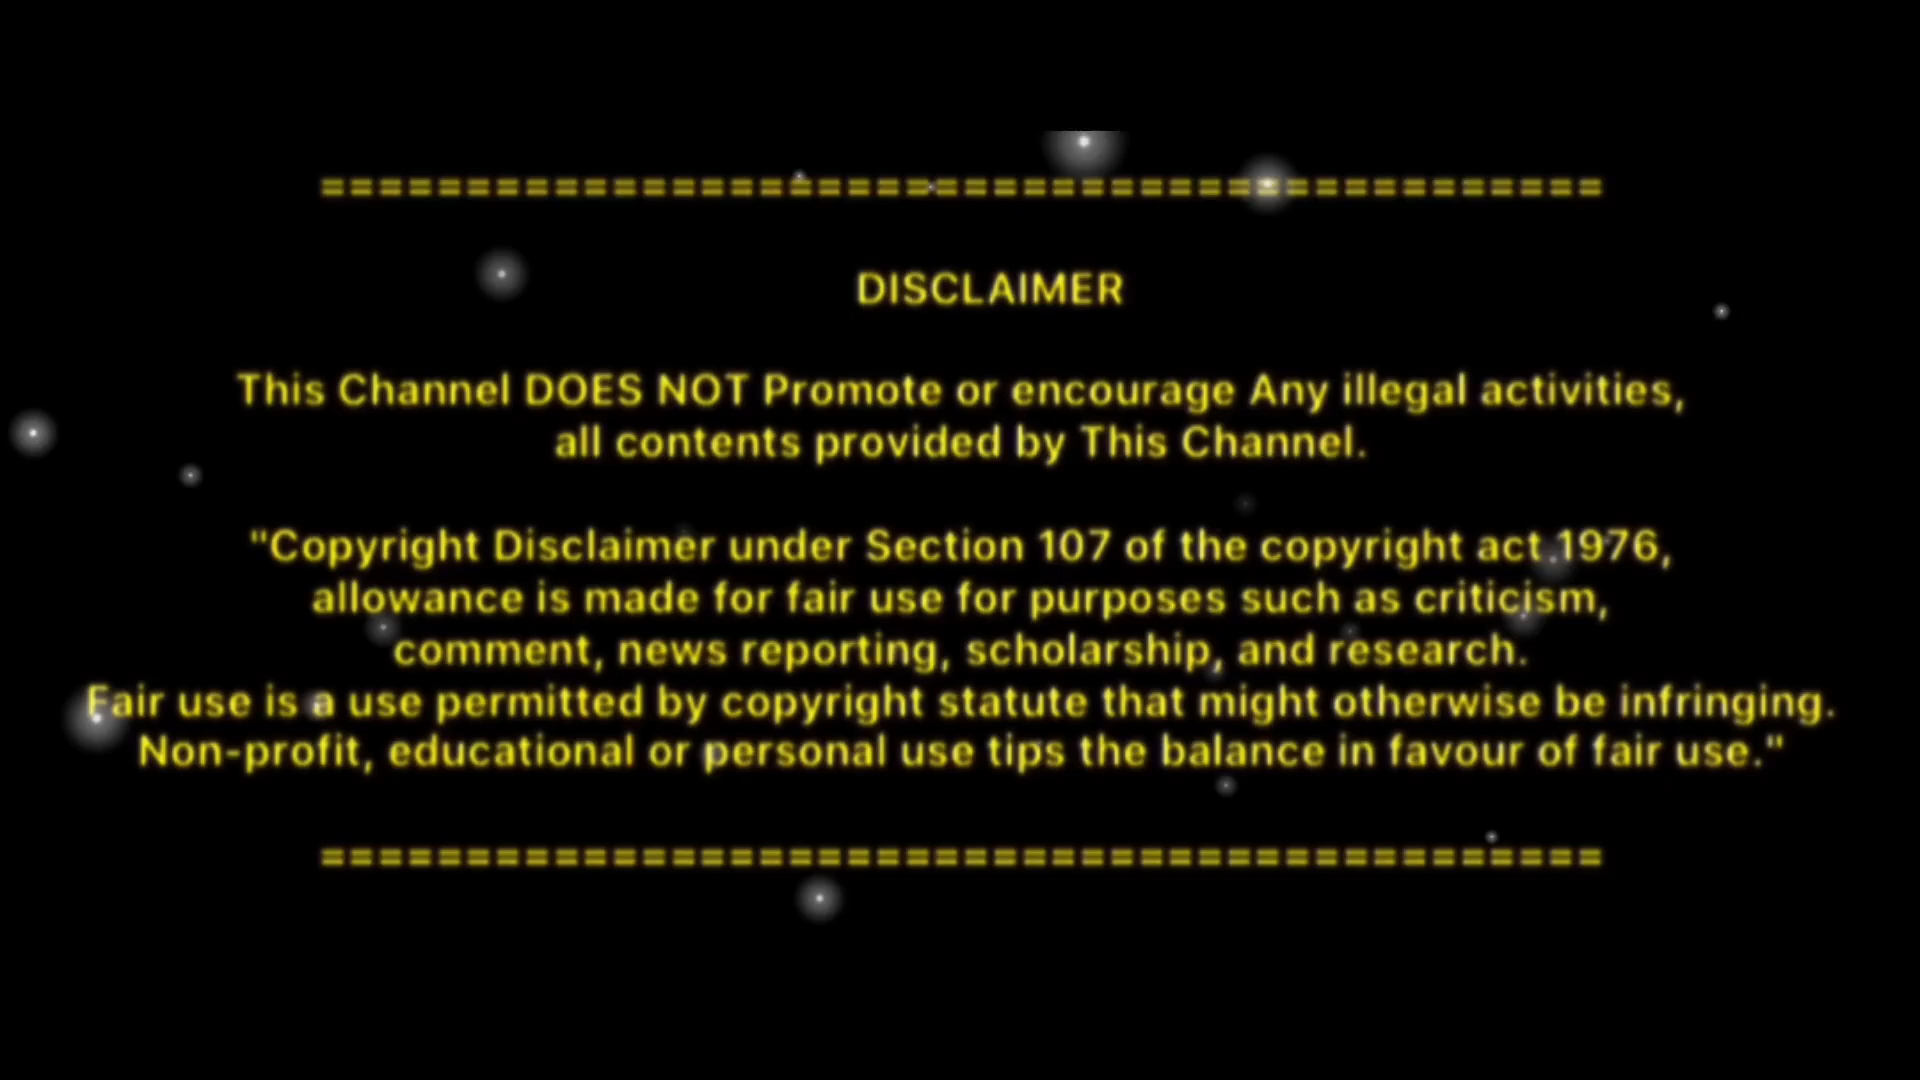 ============================================
DISCLAIMER
This Channel DOES NOT Promote or encourage Any illegal activities,
all contents provided by This Channel.
"Copyright Disclaimer under Section 107 of the copyright act 1976,
allowance is made for fair use for purposes such as criticism,
comment, news reporting, scholarship, and research.
Fair use is a use permitted by copyright statute that might otherwise be infringing.
Non-profit, educational or personal use tips the balance in favour of fair use."
============================================